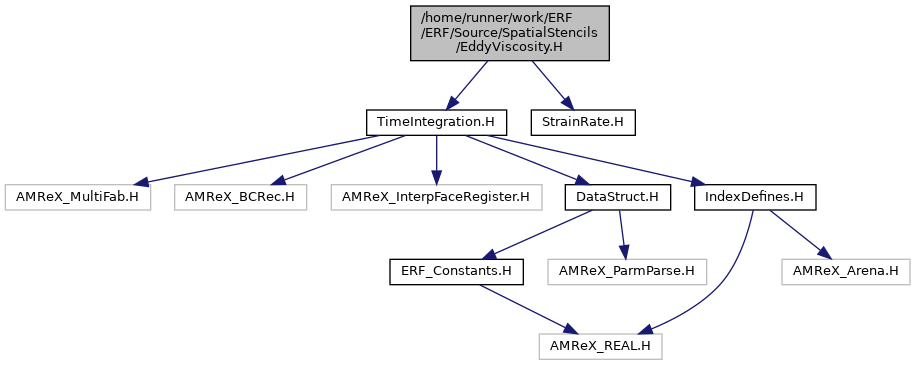 /home/runner/work/ERF
/ERF/Source/SpatialStencils
/EddyViscosity.H
TimeIntegration.H
StrainRate.H
AMReX_MultiFab.H
AMReX_BCRec.H
AMReX_InterpFaceRegister.H
DataStruct.H
IndexDefines.H
ERF_Constants.H
AMReX_ParmParse.H
AMReX_Arena.H
AMReX_REAL.H